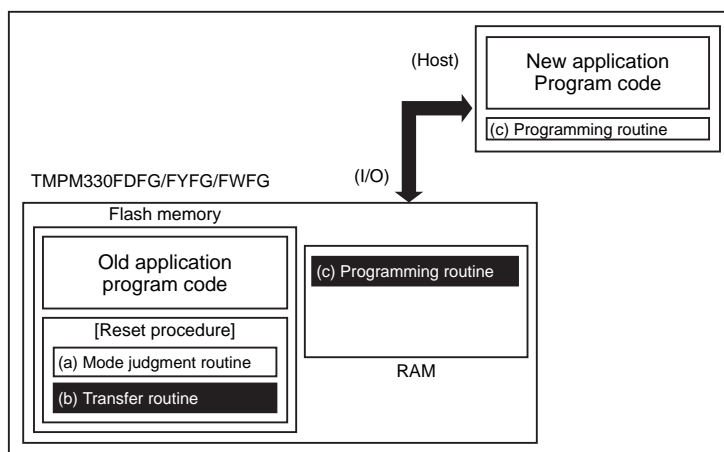 (Host)
New application
Program code
(c) Programming routine
(I/O)
TMPM330FDFG/FYFG/FWFG
Flash memory
Old application
program code
[Reset procedure]
(a) Mode judgment routine
(b) Transfer routine
(c) Programming routine
RAM